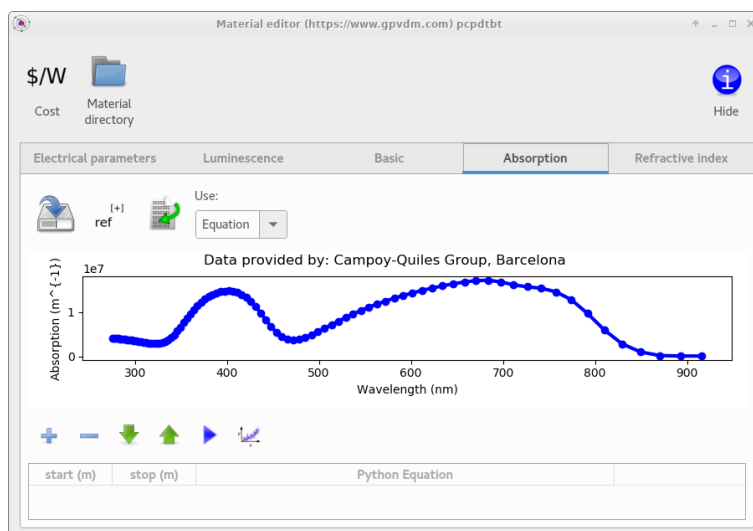 Material editor (https://www.gpvdm.com) pcpdtbt
$/W
Cost
Material
directory
Hide
Electrical parameters Luminescence Basic Absorption Refractive index
ref [+]
Use:
Equation
Data provided by: Campoy-Quiles Group, Barcelona
1e7
Absorption (m^{-1})
1
0
300 400 500 600 700 800 900
Wavelength (nm)
start (m) stop (m) Python Equation